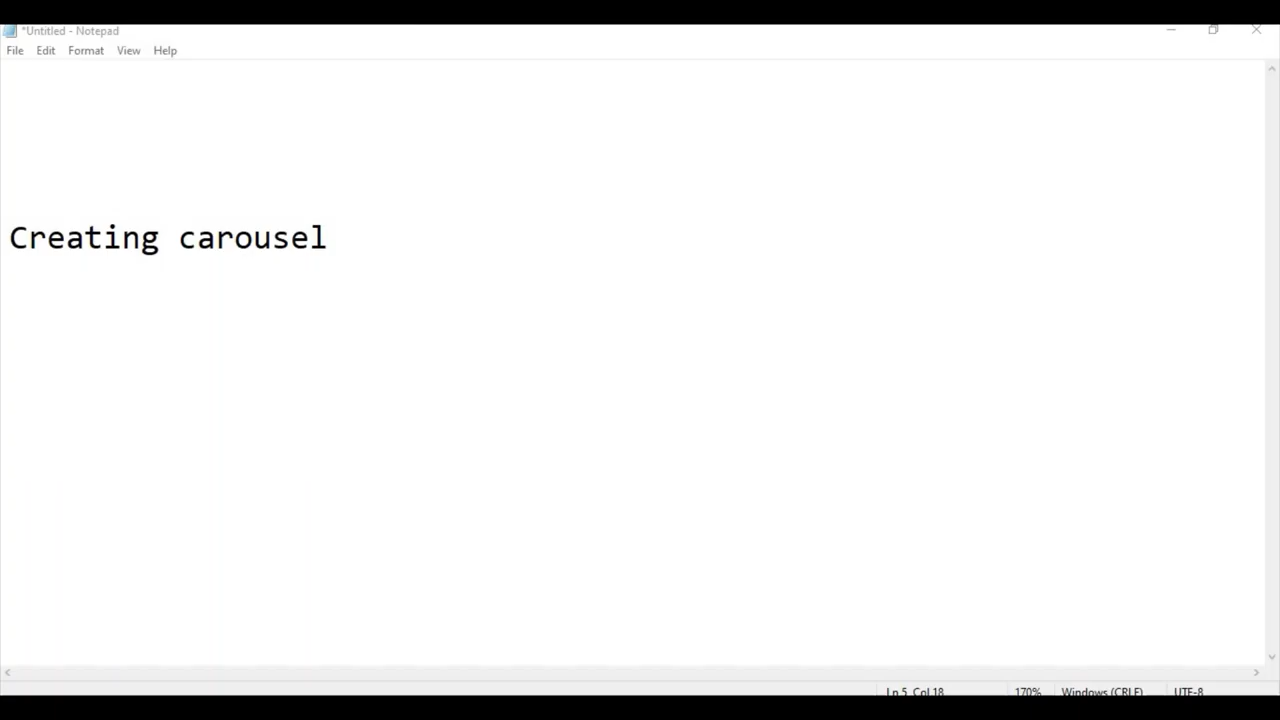 *Untitled - Notepad
File Edit Format View Help
Creating carousel
Ln 5, Col 18 170% Windows (CRLF) UTF-8